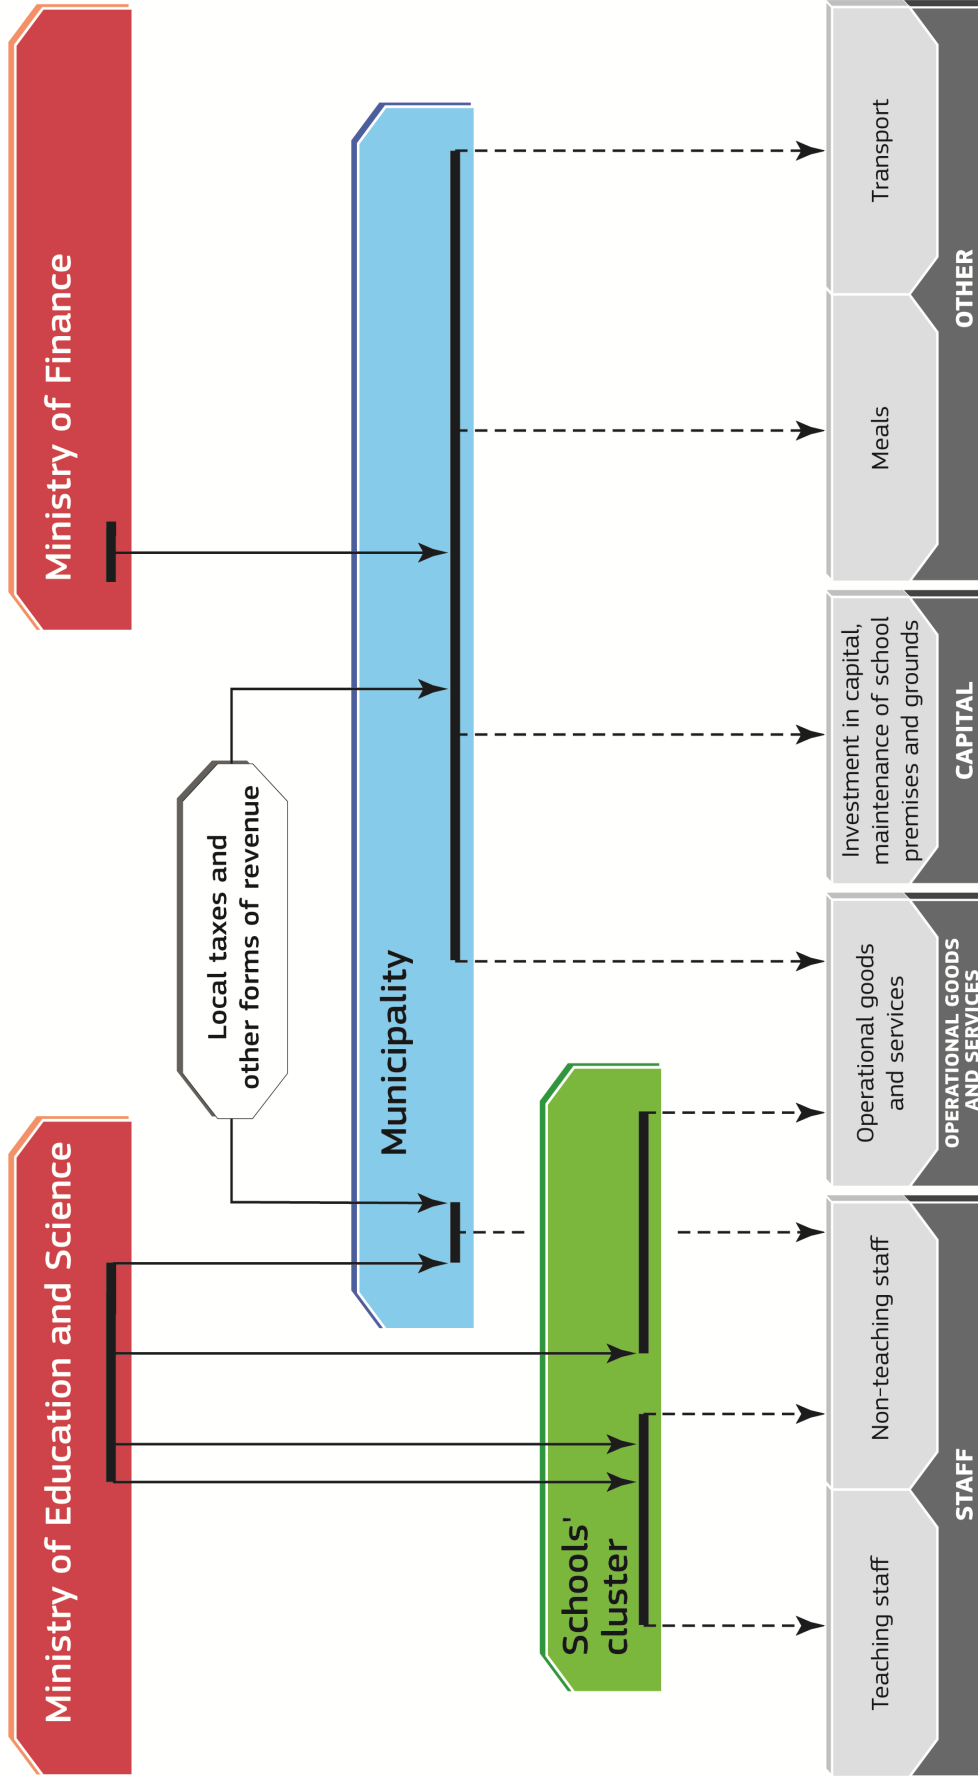 Ministry of Education and Science
Ministry of Finance
Local taxes and
other forms of revenue
Municipality
Schools'
cluster
Teaching staff
Non-teaching staff
Operational goods
and services
Investment in capital,
maintenance of school
premises and grounds
Meals
Transport
STAFF
OPERATIONAL GOODS
AND SERVICES
CAPITAL
OTHER